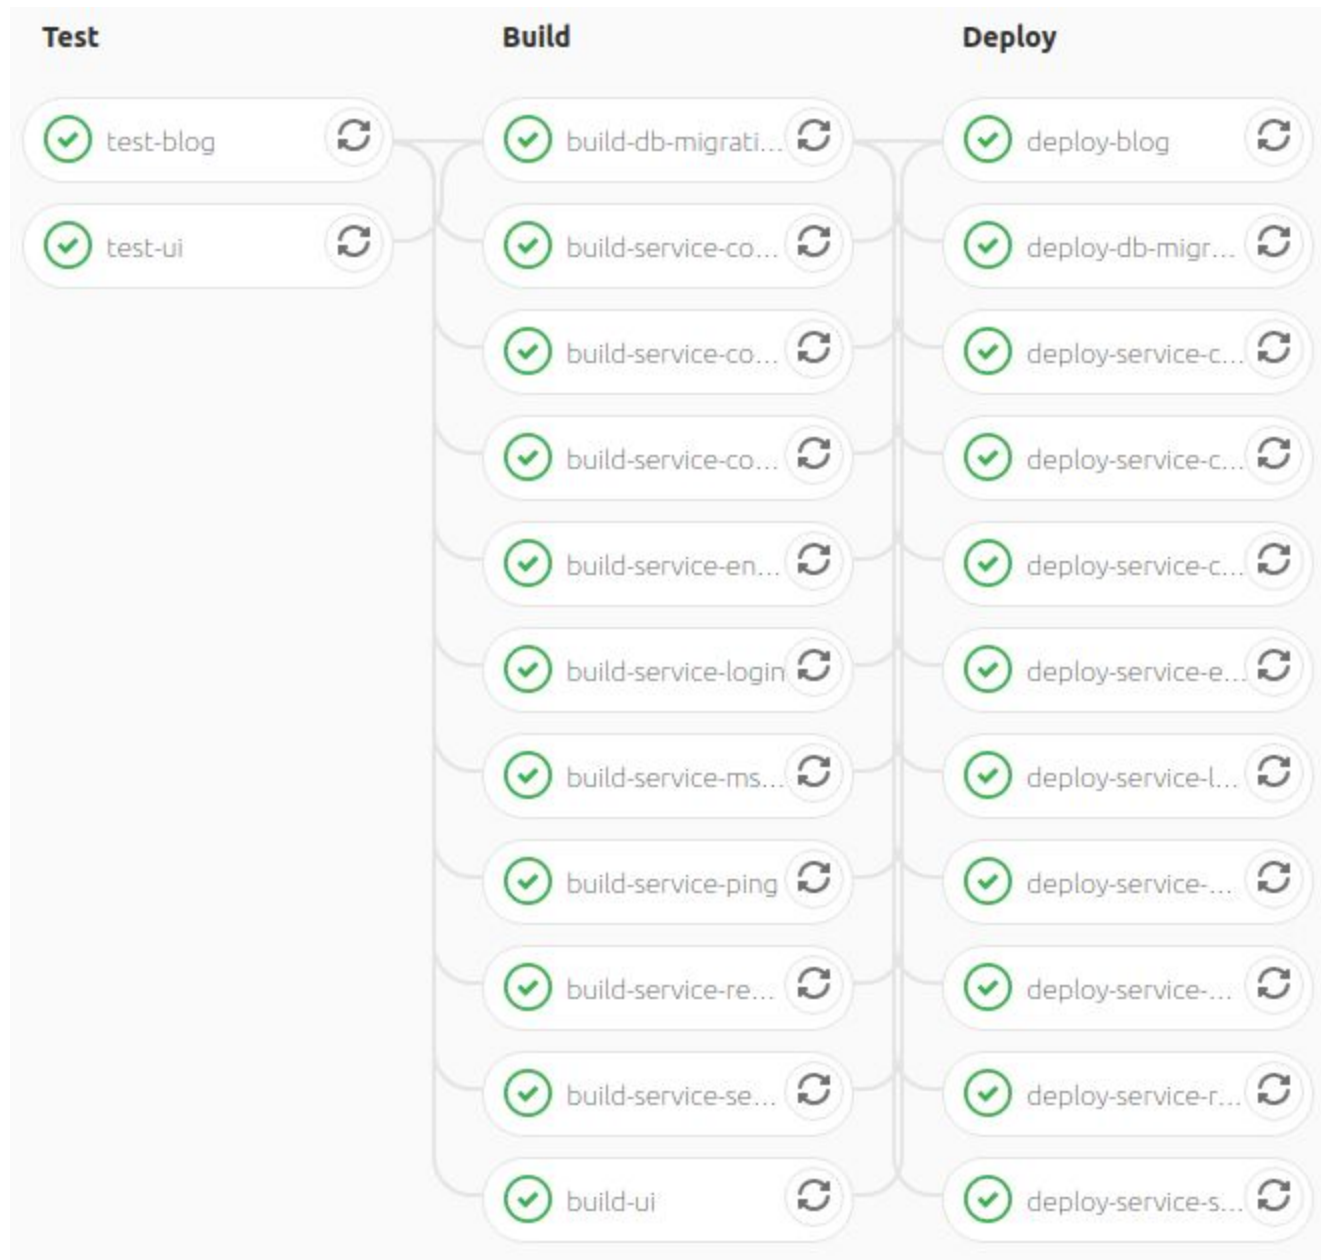 Test
Build
Deploy
test-blog
test-ui
build-db-migrati...
build-service-co...
build-service-co...
build-service-co...
build-service-en...
build-service-login
build-service-ms...
build-service-ping
build-service-re...
build-service-se...
build-ui
deploy-blog
deploy-db-migr...
deploy-service-c...
deploy-service-c...
deploy-service-c...
deploy-service-e...
deploy-service-l...
deploy-service-...
deploy-service-...
deploy-service-r...
deploy-service-s...